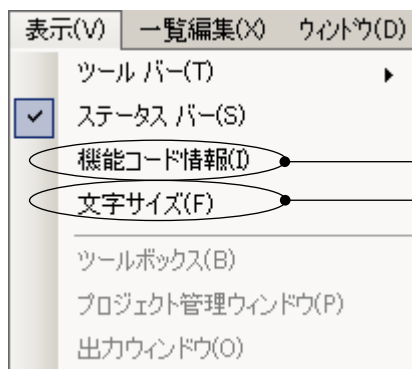 表示(V) 一覧編集(X) ウィンドウ(D)
ツール バー(T)
ステータス バー(S)
機能コード情報(I)
文字サイズ(F)
ツールボックス(B)
プロジェクト管理ウィンドウ(P)
出力ウィンドウ(O)